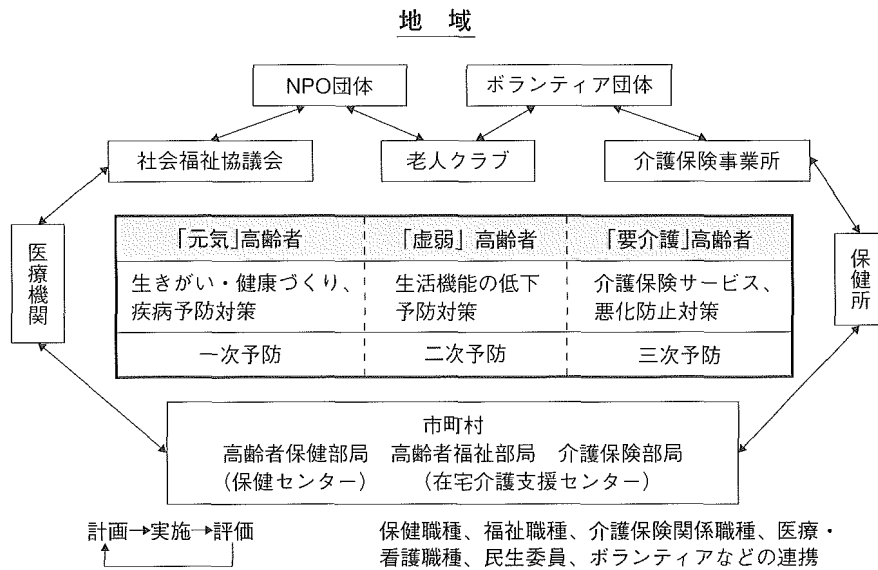 地　域
NPO団体
ボランティア団体
社会福祉協議会
老人クラブ
介護保険事業所
医療機関
保健所
「元気」高齢者
「虚弱」高齢者
「要介護」高齢者
生きがい・健康づくり、
疾病予防対策
生活機能の低下
予防対策
介護保険サービス、
悪化防止対策
一次予防
二次予防
三次予防
市町村
高齢者保健部局　高齢者福祉部局　介護保険部局
(保健センター)　(在宅介護支援センター)
計画→実施→評価
保健職種、福祉職種、介護保険関係職種、医療・
看護職種、民生委員、ボランティアなどの連携